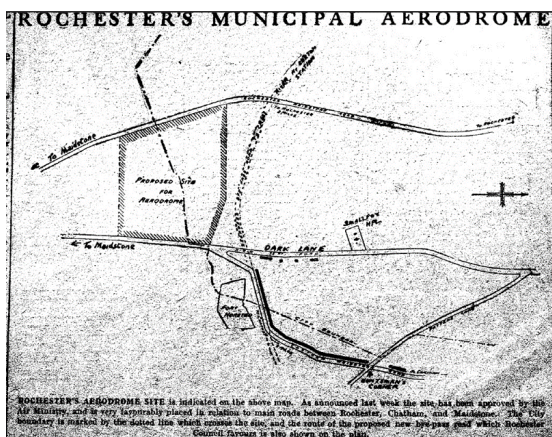 ROCHESTER'S MUNICIPAL AERODROME
STATION
To Maidstone
PROPOSED SITE
FOR
AERODROME
SMALLPOX
HPL.
To Maidstone
DARK LANE
FORT
HORSTED
HUNTSMAN'S
CORNER
ROCHESTER'S AERODROME SITE is indicated on the above map. As announced last week the site has been approved by the
Air Ministry, and is very favourably placed in relation to main roads between Rochester, Chatham, and Maidstone. The City
boundary is marked by the dotted line which crosses the site, and the route of the proposed new bye-pass road which Rochester
Council favours is also shown on the plan.